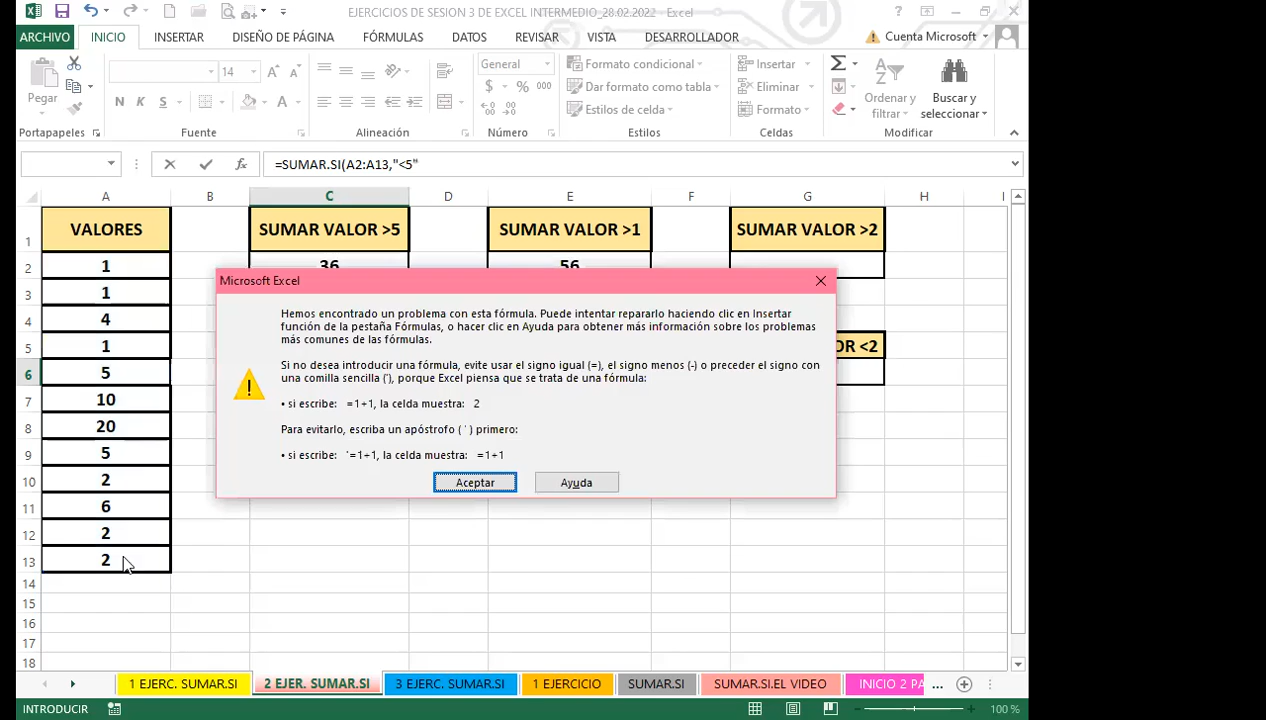 EJERCICIOS DE SESION 3 DE EXCEL INTERMEDIO_28.02.2022 - Excel
ARCHIVO INICIO INSERTAR DISEÑO DE PÁGINA FÓRMULAS DATOS REVISAR VISTA DESARROLLADOR Cuenta Microsoft
14 General Formato condicional Insertar
Pegar Dar formato como tabla Eliminar Ordenar y filtrar Buscar y seleccionar
N K S $ % 000 Estilos de celda Formato
Portapapeles Fuente Alineación Número Estilos Celdas Modificar
=SUMAR.SI(A2:A13,"<5"
A B C D E F G H I
1 VALORES SUMAR VALOR >5 SUMAR VALOR >1 SUMAR VALOR >2
2 1 36 56
3 1
4 4
5 1 OR <2
6 5
7 10
8 20
9 5
10 2
11 6
12 2
13 2
14
15
16
17
18
Microsoft Excel
Hemos encontrado un problema con esta fórmula. Puede intentar repararlo haciendo clic en Insertar
función de la pestaña Fórmulas, o hacer clic en Ayuda para obtener más información sobre los problemas
más comunes de las fórmulas.
Si no desea introducir una fórmula, evite usar el signo igual (=), el signo menos (-) o preceder el signo con
una comilla sencilla ('), porque Excel piensa que se trata de una fórmula:
• si escribe: =1+1, la celda muestra: 2
Para evitarlo, escriba un apóstrofo ( ' ) primero:
• si escribe: '=1+1, la celda muestra: =1+1
Aceptar Ayuda
1 EJERC. SUMAR.SI 2 EJER. SUMAR.SI 3 EJERC. SUMAR.SI 1 EJERCICIO SUMAR.SI SUMAR.SI.EL VIDEO INICIO 2 PA ...
INTRODUCIR 100 %